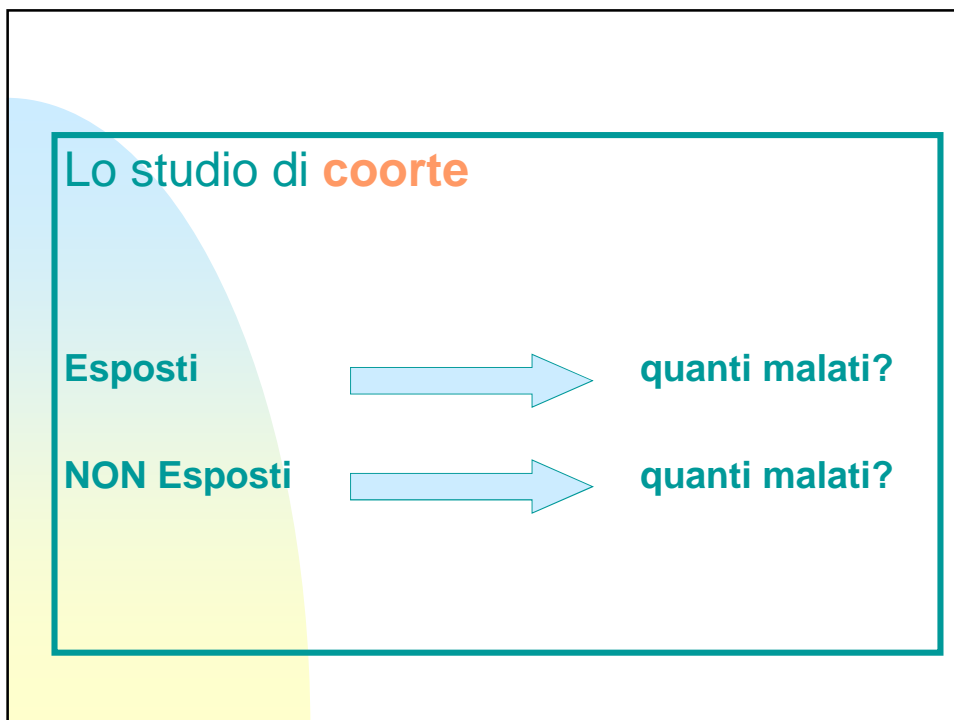 Lo studio di coorte
Esposti quanti malati?
NON Esposti quanti malati?